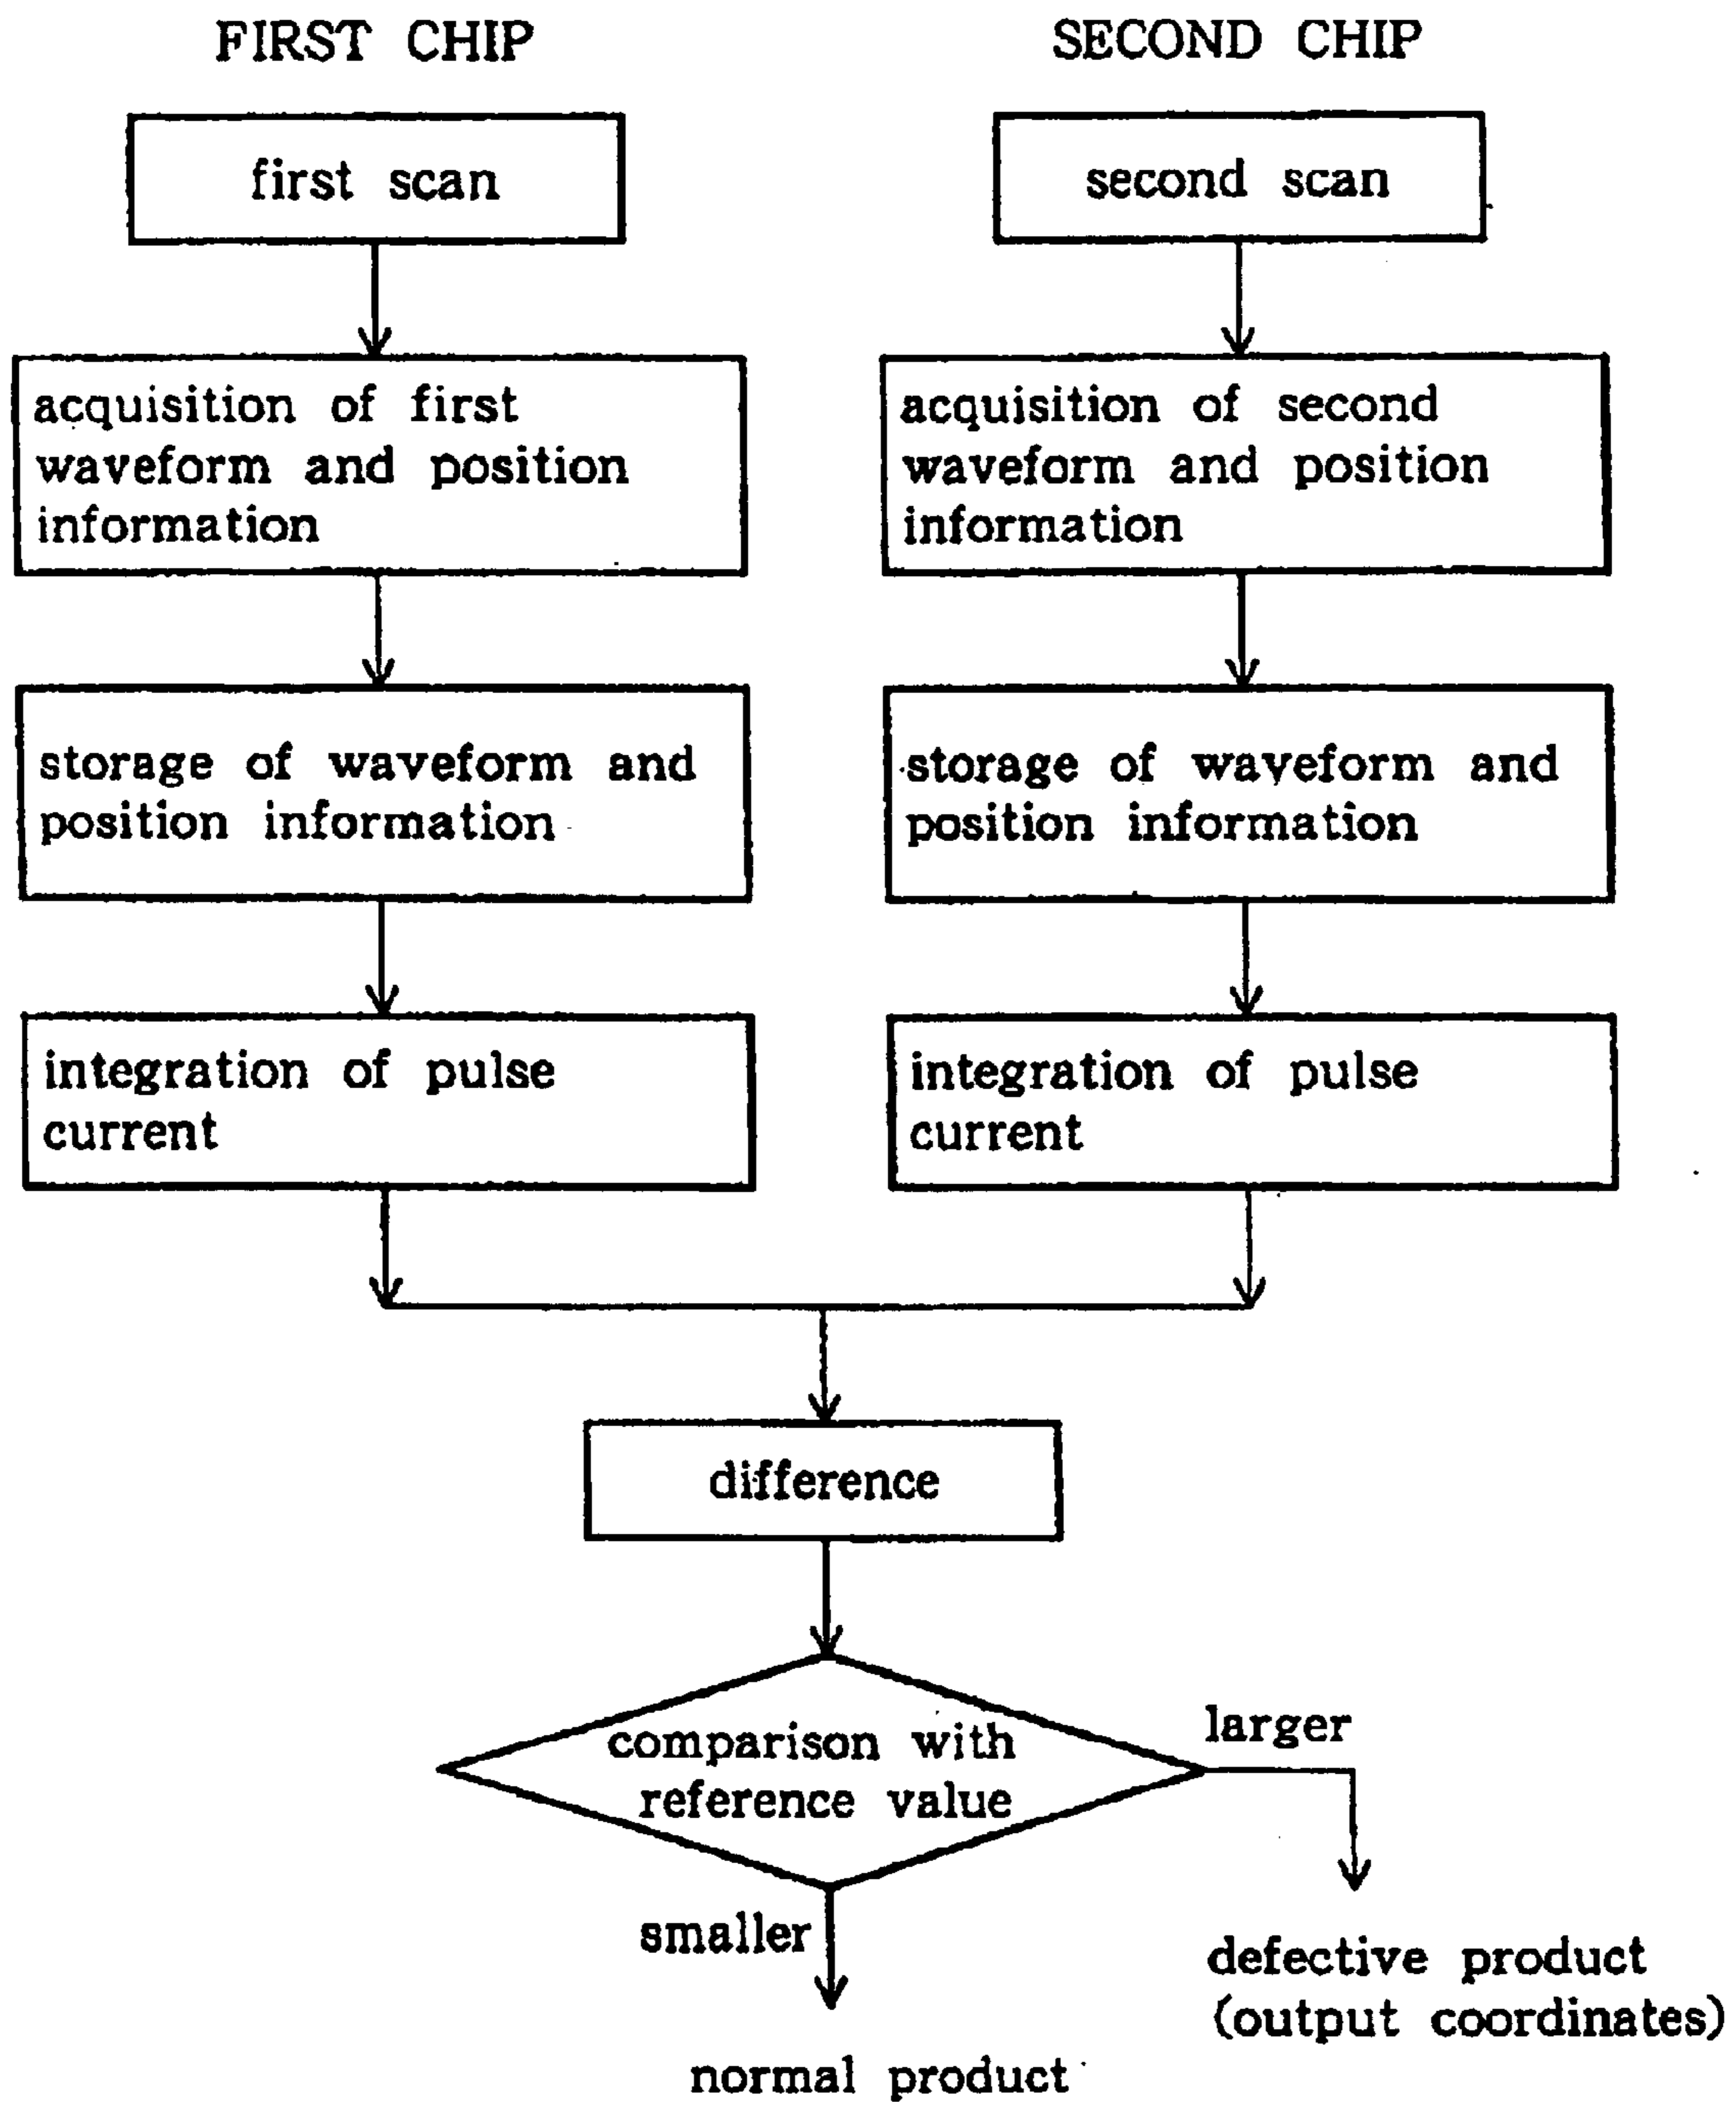 FIRST CHIP
first scan
acquisition of first
waveform and position
information
storage of waveform and
position information
integration of pulse
current
SECOND CHIP
second scan
acquisition of second
waveform and position
information
storage of waveform and
position information
integration of pulse
current
difference
comparison with
reference value
larger
smaller
defective product
(output coordinates)
normal product